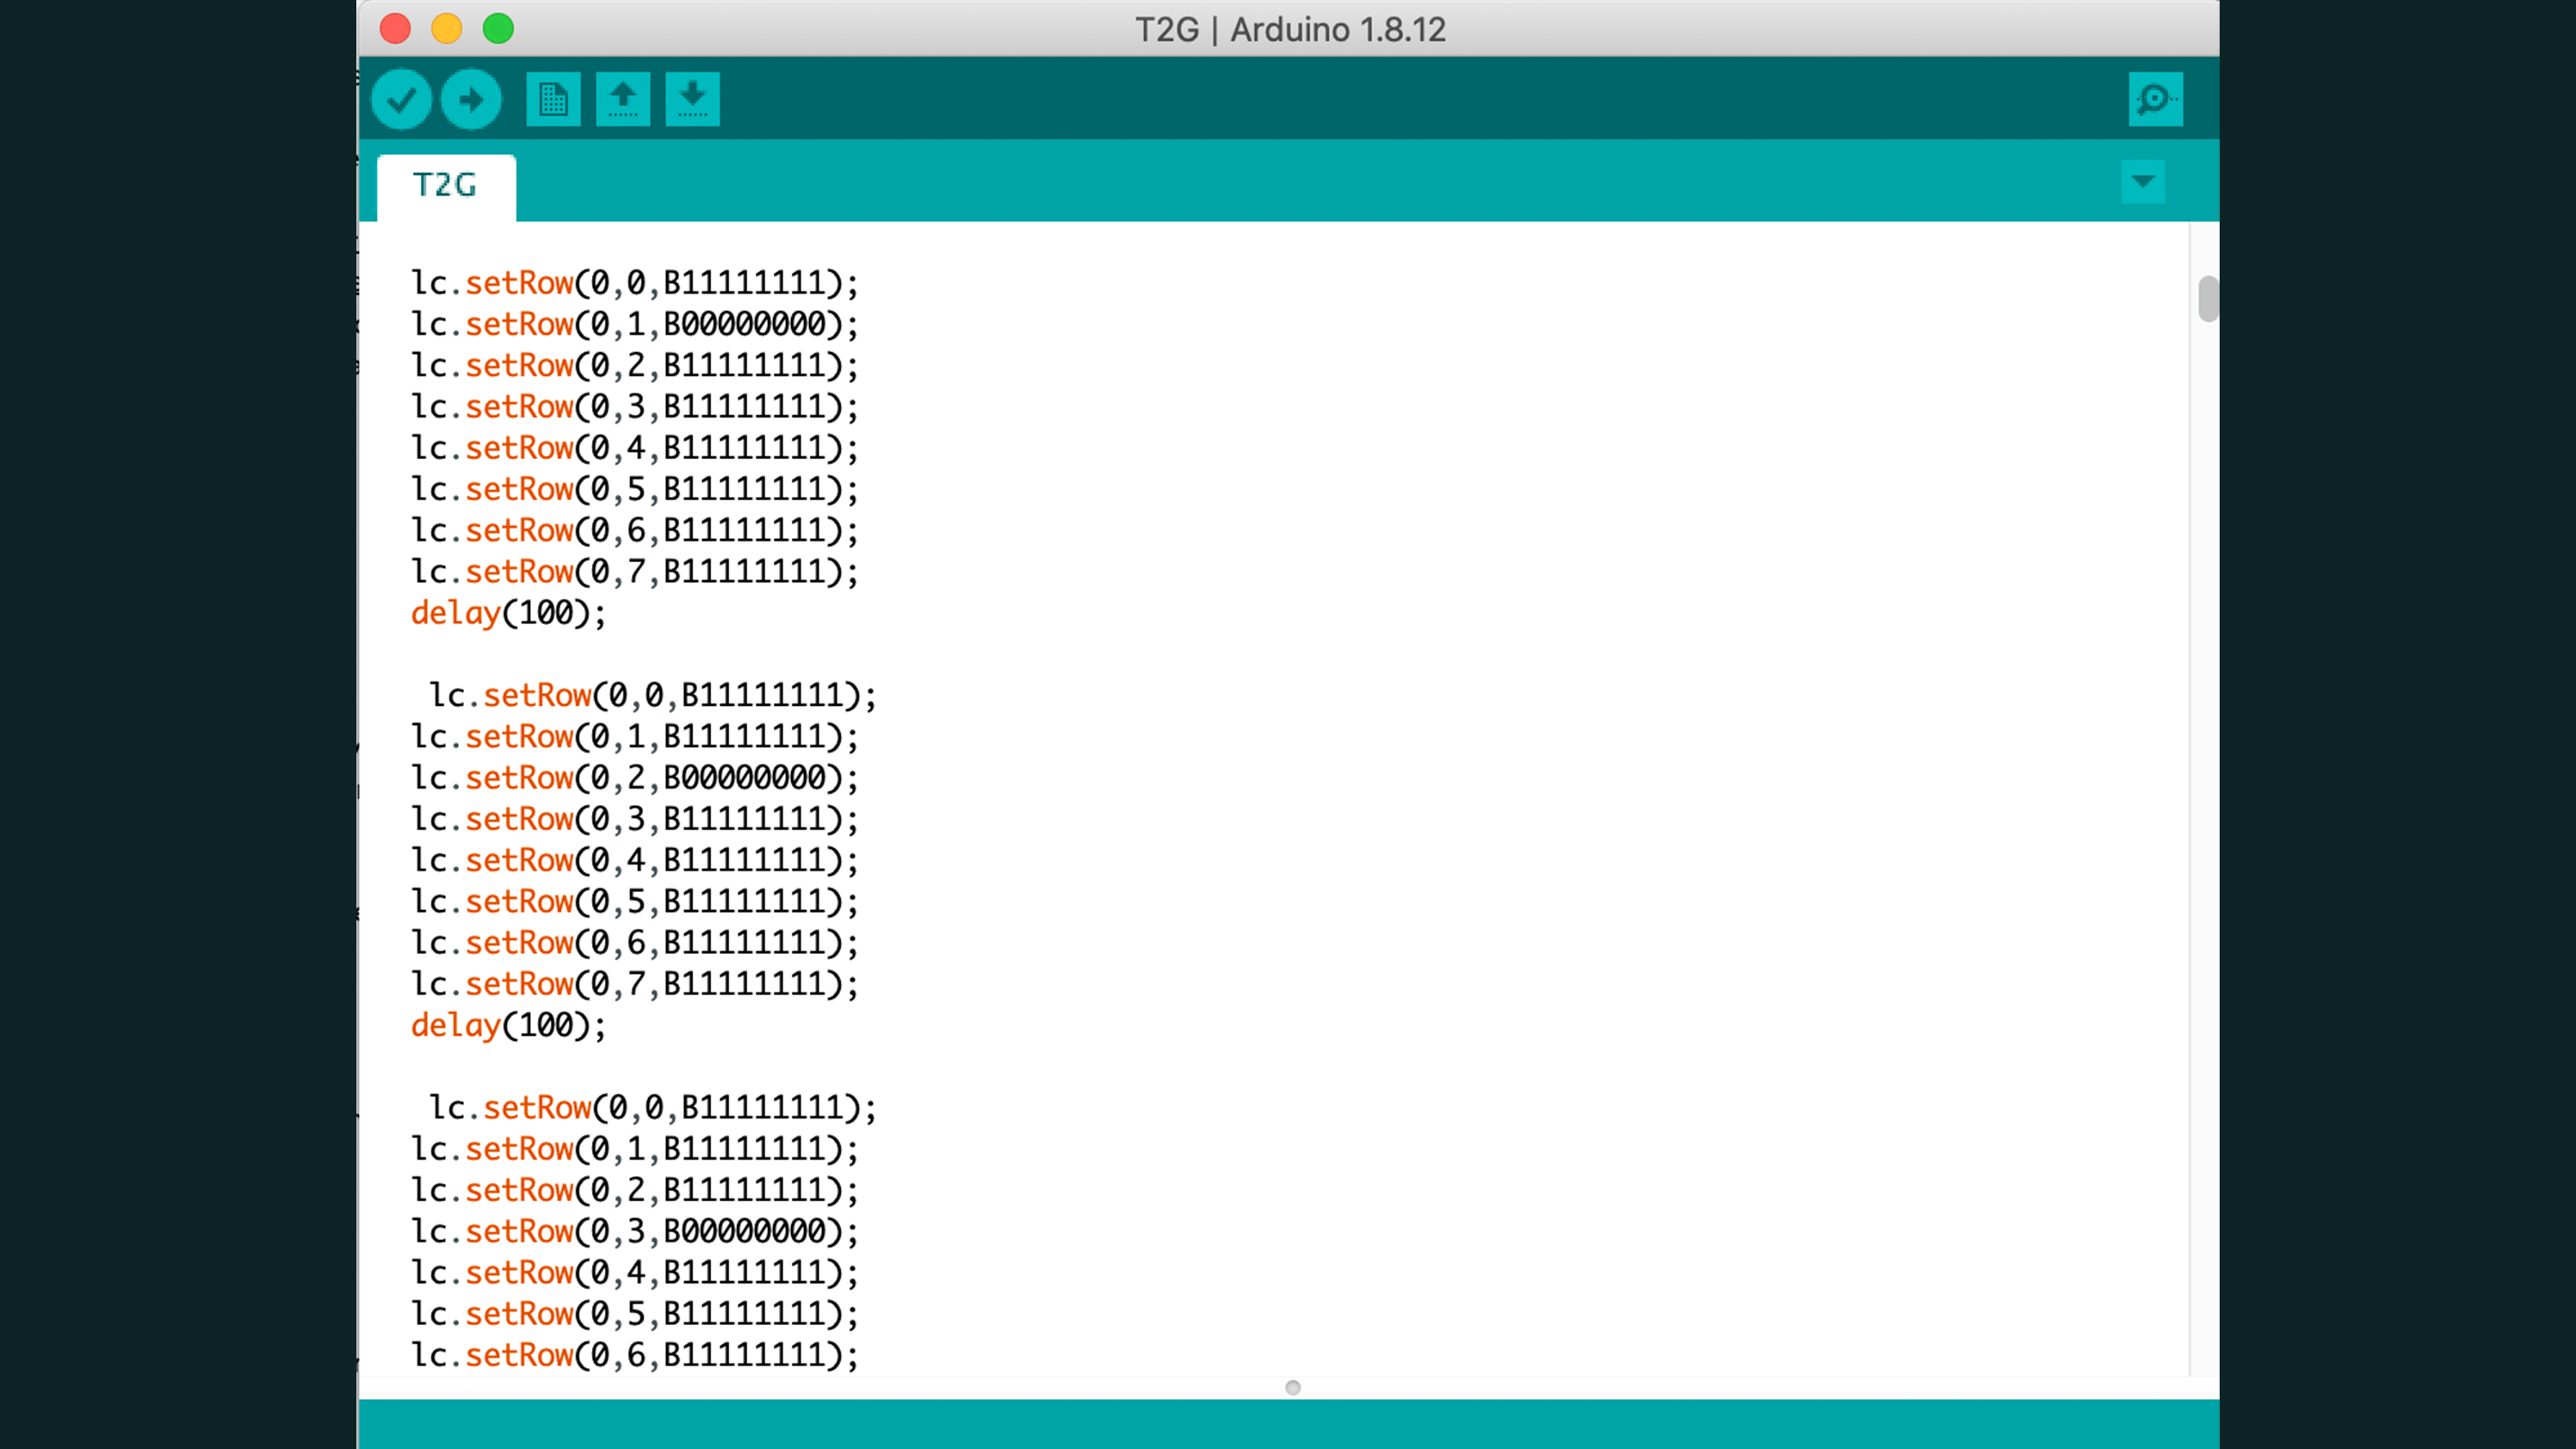 T2G | Arduino 1.8.12
T2G
lc.setRow(0,0,B11111111);
lc.setRow(0,1,B00000000);
lc.setRow(0,2,B11111111);
lc.setRow(0,3,B11111111);
lc.setRow(0,4,B11111111);
lc.setRow(0,5,B11111111);
lc.setRow(0,6,B11111111);
lc.setRow(0,7,B11111111);
delay(100);
lc.setRow(0,0,B11111111);
lc.setRow(0,1,B11111111);
lc.setRow(0,2,B00000000);
lc.setRow(0,3,B11111111);
lc.setRow(0,4,B11111111);
lc.setRow(0,5,B11111111);
lc.setRow(0,6,B11111111);
lc.setRow(0,7,B11111111);
delay(100);
lc.setRow(0,0,B11111111);
lc.setRow(0,1,B11111111);
lc.setRow(0,2,B11111111);
lc.setRow(0,3,B00000000);
lc.setRow(0,4,B11111111);
lc.setRow(0,5,B11111111);
lc.setRow(0,6,B11111111);